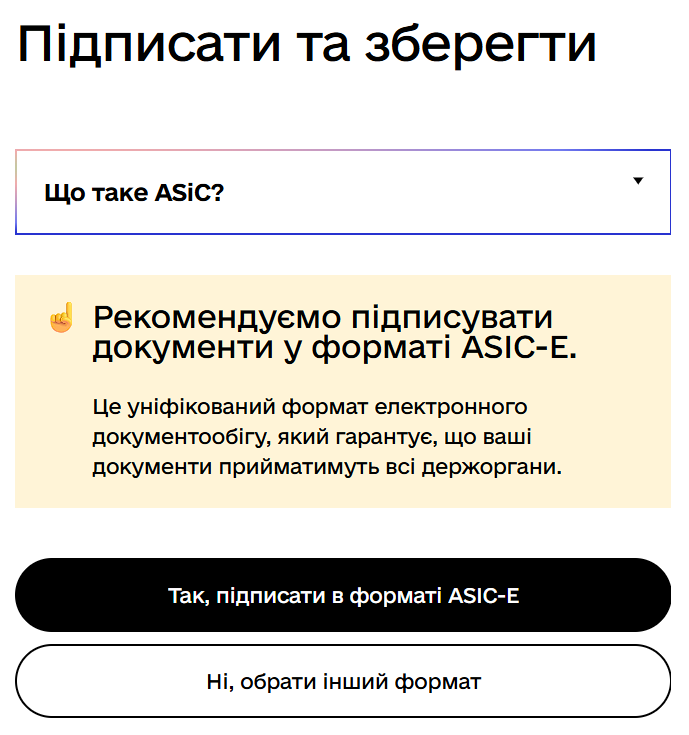 Підписати та зберегти
Що таке ASiC?
Рекомендуємо підписувати
документи у форматі ASIC-E.
Це уніфікований формат електронного
документообігу, який гарантує, що ваші
документи прийматимуть всі держоргани.
Так, підписати в форматі ASIC-E
Ні, обрати інший формат